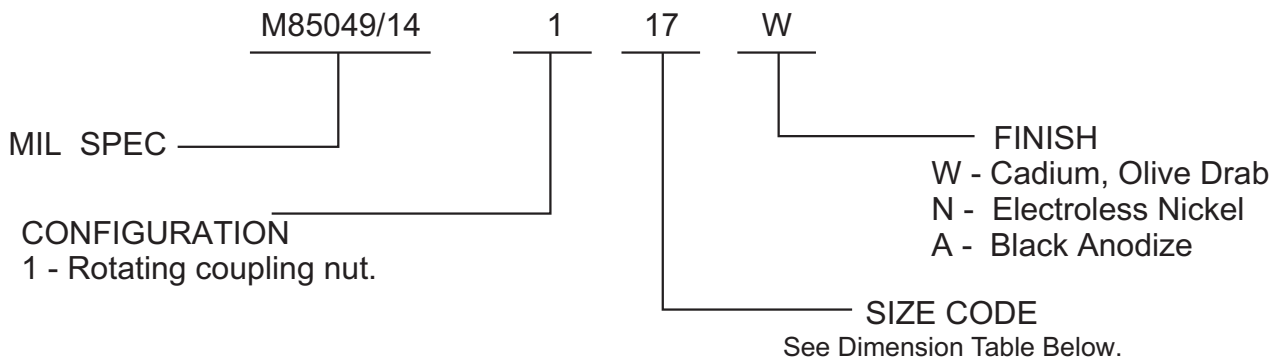 M85049/14 1 17 W
MIL SPEC
FINISH
W - Cadium, Olive Drab
N - Electroless Nickel
A - Black Anodize
CONFIGURATION
1 - Rotating coupling nut.
SIZE CODE
See Dimension Table Below.